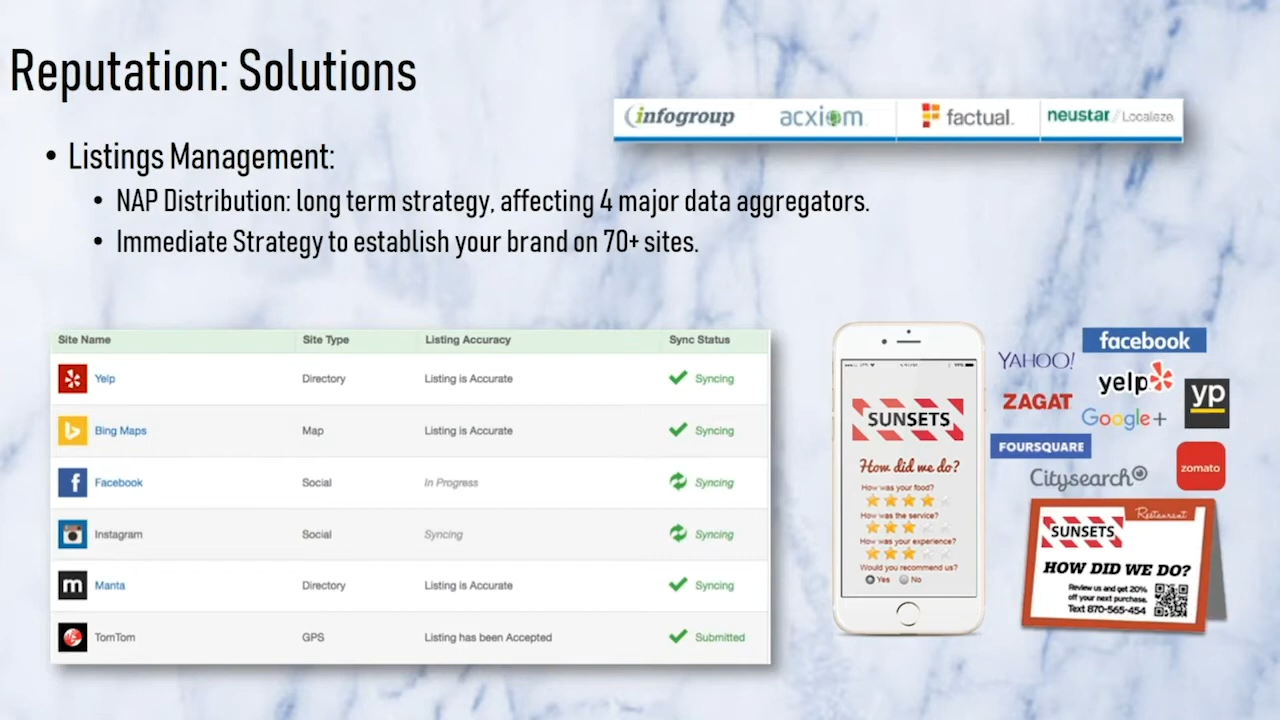 Reputation: Solutions
infogroup acxiom factual. neustar / Localeze.
• Listings Management:
• NAP Distribution: long term strategy, affecting 4 major data aggregators.
• Immediate Strategy to establish your brand on 70+ sites.
Site Name Site Type Listing Accuracy Sync Status
Yelp Directory Listing is Accurate Syncing
Bing Maps Map Listing is Accurate Syncing
Facebook Social In Progress Syncing
Instagram Social Syncing Syncing
Manta Directory Listing is Accurate Syncing
TomTom GPS Listing has been Accepted Submitted
SUNSETS
How did we do?
How was your food?
How was the service?
How was your experience?
Would you recommend us?
Yes No
facebook
YAHOO!
yelp
ZAGAT
yp
Google+
FOURSQUARE
Citysearch
zomato
Restaurant
SUNSETS
HOW DID WE DO?
Review us and get 20%
off your next purchase.
Text 870-565-454